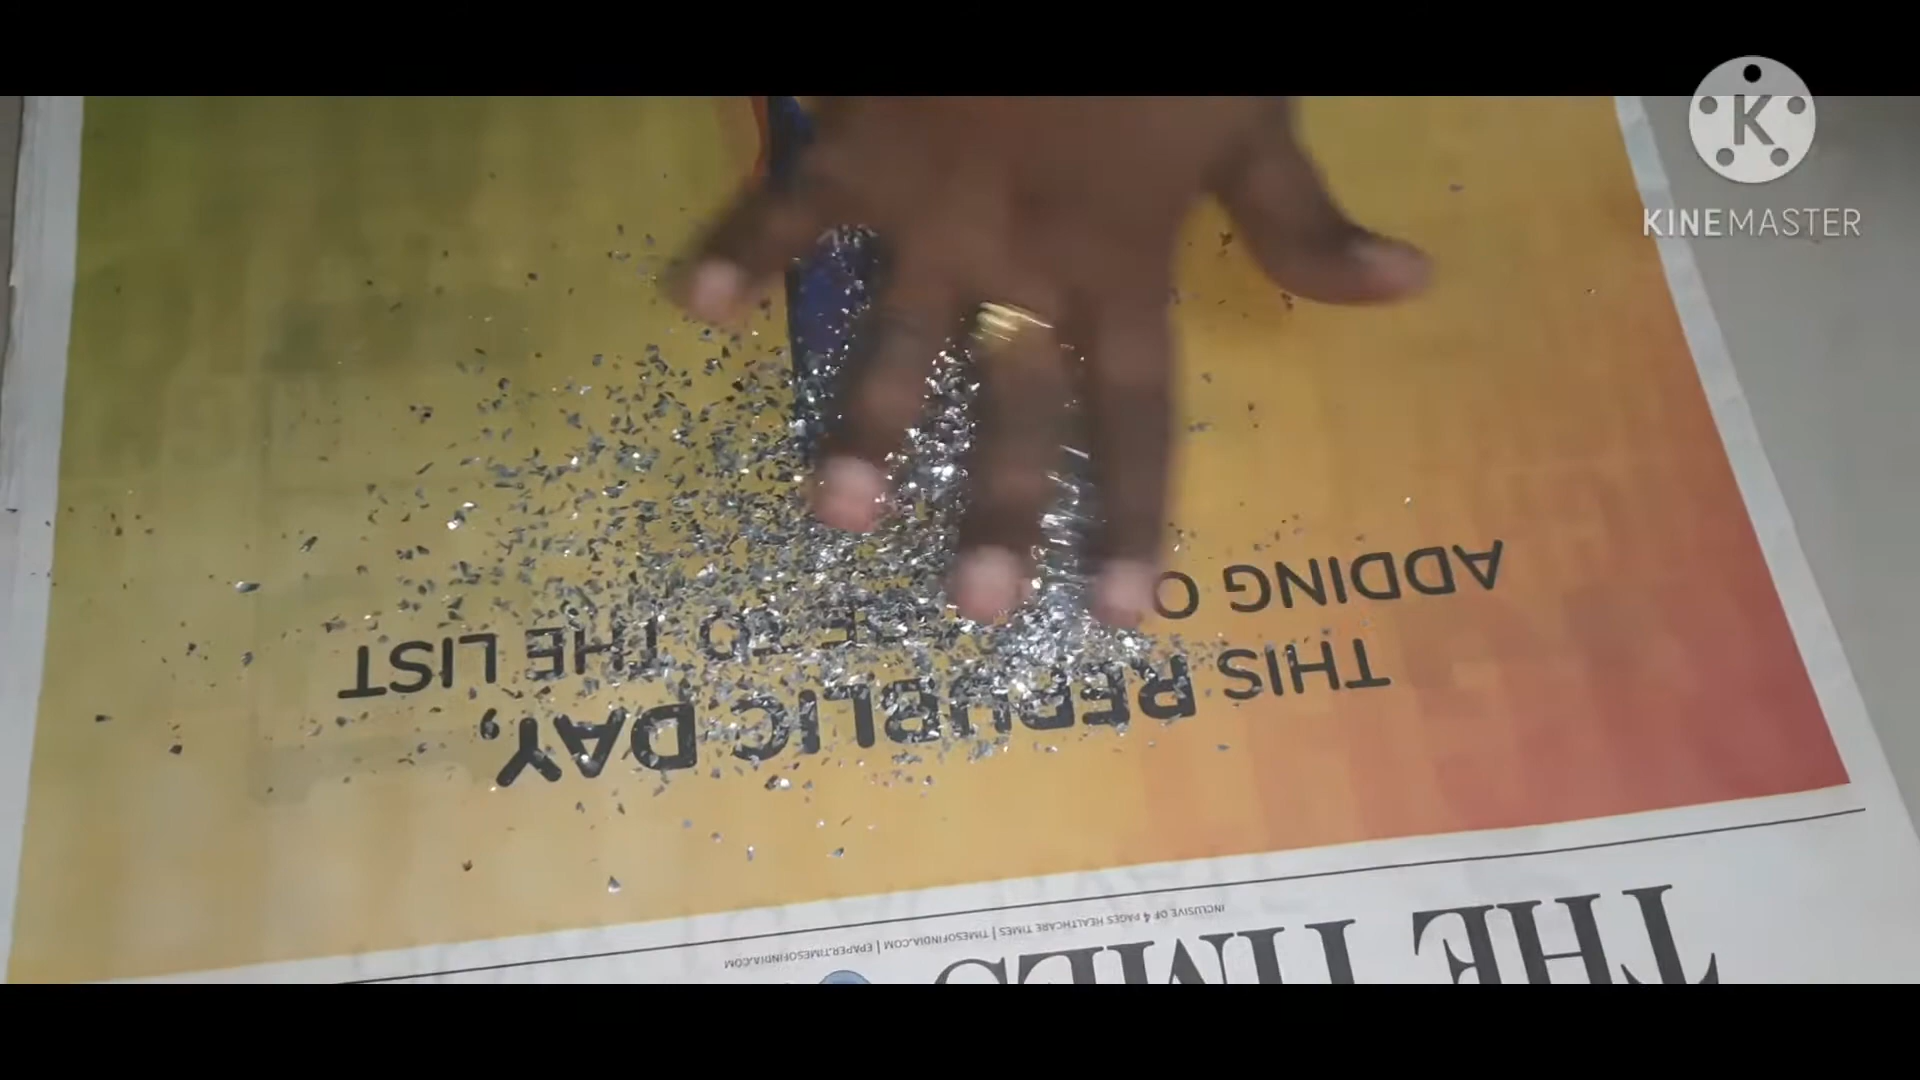 K
KINEMASTER
THE TIMES
INCLUSIVE OF 4 PAGES HEALTHCARE TIMES | TIMESOFINDIA.COM | EPAPER.TIMESOFINDIA.COM
THIS REPUBLIC DAY,
ADDING TO THE LIST